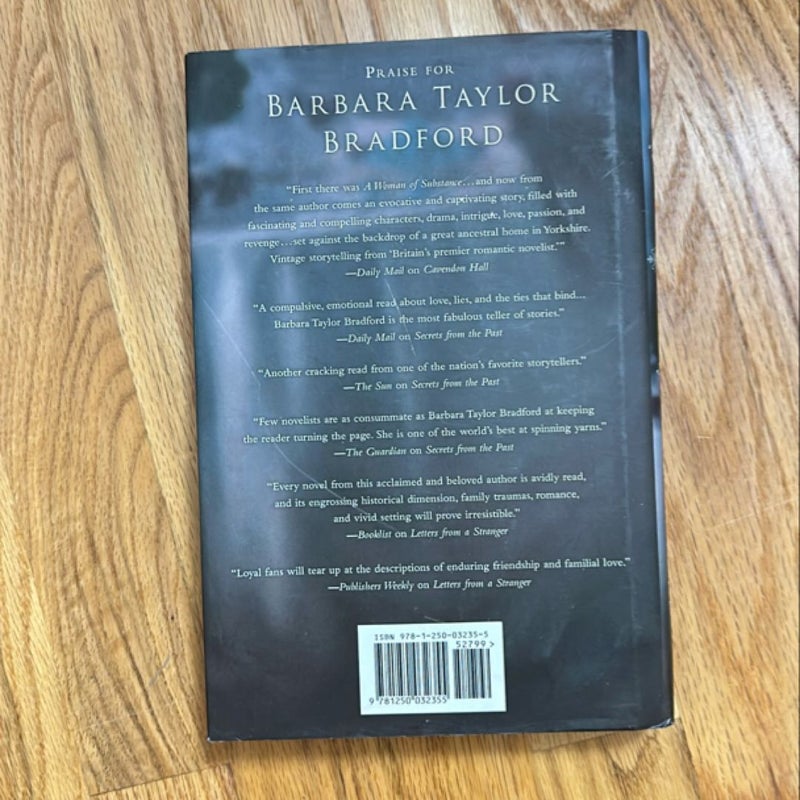 PRAISE FOR
BARBARA TAYLOR
BRADFORD
“First there was A Woman of Substance...and now from
the same author comes an evocative and captivating story, filled with
fascinating and compelling characters, drama, intrigue, love, passion, and
revenge...set against the backdrop of a great ancestral home in Yorkshire.
Vintage storytelling from ‘Britain’s premier romantic novelist.’”
—Daily Mail on Cavendon Hall
“A compulsive, emotional read about love, lies, and the ties that bind...
Barbara Taylor Bradford is the most fabulous teller of stories.”
—Daily Mail on Secrets from the Past
“Another cracking read from one of the nation’s favorite storytellers.”
—The Sun on Secrets from the Past
“Few novelists are as consummate as Barbara Taylor Bradford at keeping
the reader turning the page. She is one of the world’s best at spinning yarns.”
—The Guardian on Secrets from the Past
“Every novel from this acclaimed and beloved author is avidly read,
and its engrossing historical dimension, family traumas, romance,
and vivid setting will prove irresistible.”
—Booklist on Letters from a Stranger
“Loyal fans will tear up at the descriptions of enduring friendship and familial love.”
—Publishers Weekly on Letters from a Stranger
ISBN 978-1-250-03235-5
52799>
9 781250 032355